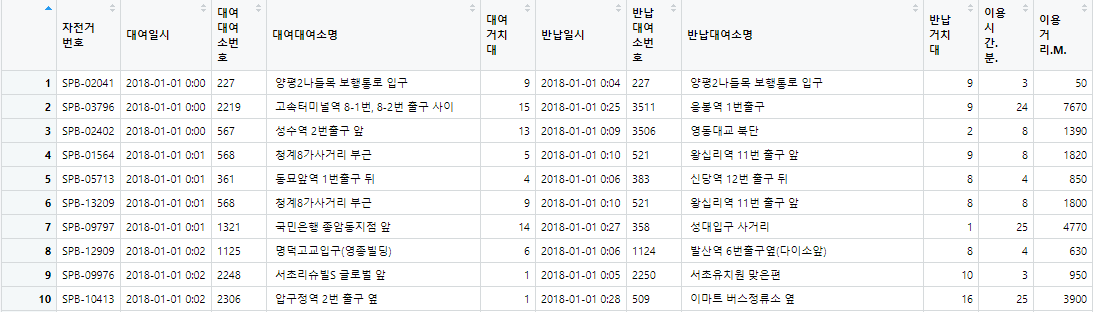 자전거 번호 대여일시 대여 대여 소번 호 대여대여소명 대여 거치 대 반납일시 반납 대여 소번 호 반납대여소명 반납 거치 대 이용 시 간. 분. 이용 거 리.M.
1 SPB-02041 2018-01-01 0:00 227 양평2나들목 보행통로 입구 9 2018-01-01 0:04 227 양평2나들목 보행통로 입구 9 3 50
2 SPB-03796 2018-01-01 0:00 2219 고속터미널역 8-1번, 8-2번 출구 사이 15 2018-01-01 0:25 3511 응봉역 1번출구 9 24 7670
3 SPB-02402 2018-01-01 0:00 567 성수역 2번출구 앞 13 2018-01-01 0:09 3506 영동대교 북단 2 8 1390
4 SPB-01564 2018-01-01 0:01 568 청계8가사거리 부근 5 2018-01-01 0:10 521 왕십리역 11번 출구 앞 9 8 1820
5 SPB-05713 2018-01-01 0:01 361 동묘앞역 1번출구 뒤 4 2018-01-01 0:06 383 신당역 12번 출구 뒤 8 4 850
6 SPB-13209 2018-01-01 0:01 568 청계8가사거리 부근 9 2018-01-01 0:10 521 왕십리역 11번 출구 앞 8 8 1800
7 SPB-09797 2018-01-01 0:01 1321 국민은행 종암동지점 앞 14 2018-01-01 0:27 358 성대입구 사거리 1 25 4770
8 SPB-12909 2018-01-01 0:02 1125 명덕고교입구(영종빌딩) 6 2018-01-01 0:06 1124 발산역 6번출구옆(다이소앞) 8 4 630
9 SPB-09976 2018-01-01 0:02 2248 서초리슈빌S 글로벌 앞 1 2018-01-01 0:05 2250 서초유치원 맞은편 10 3 950
10 SPB-10413 2018-01-01 0:02 2306 압구정역 2번 출구 옆 1 2018-01-01 0:28 509 이마트 버스정류소 옆 16 25 3900